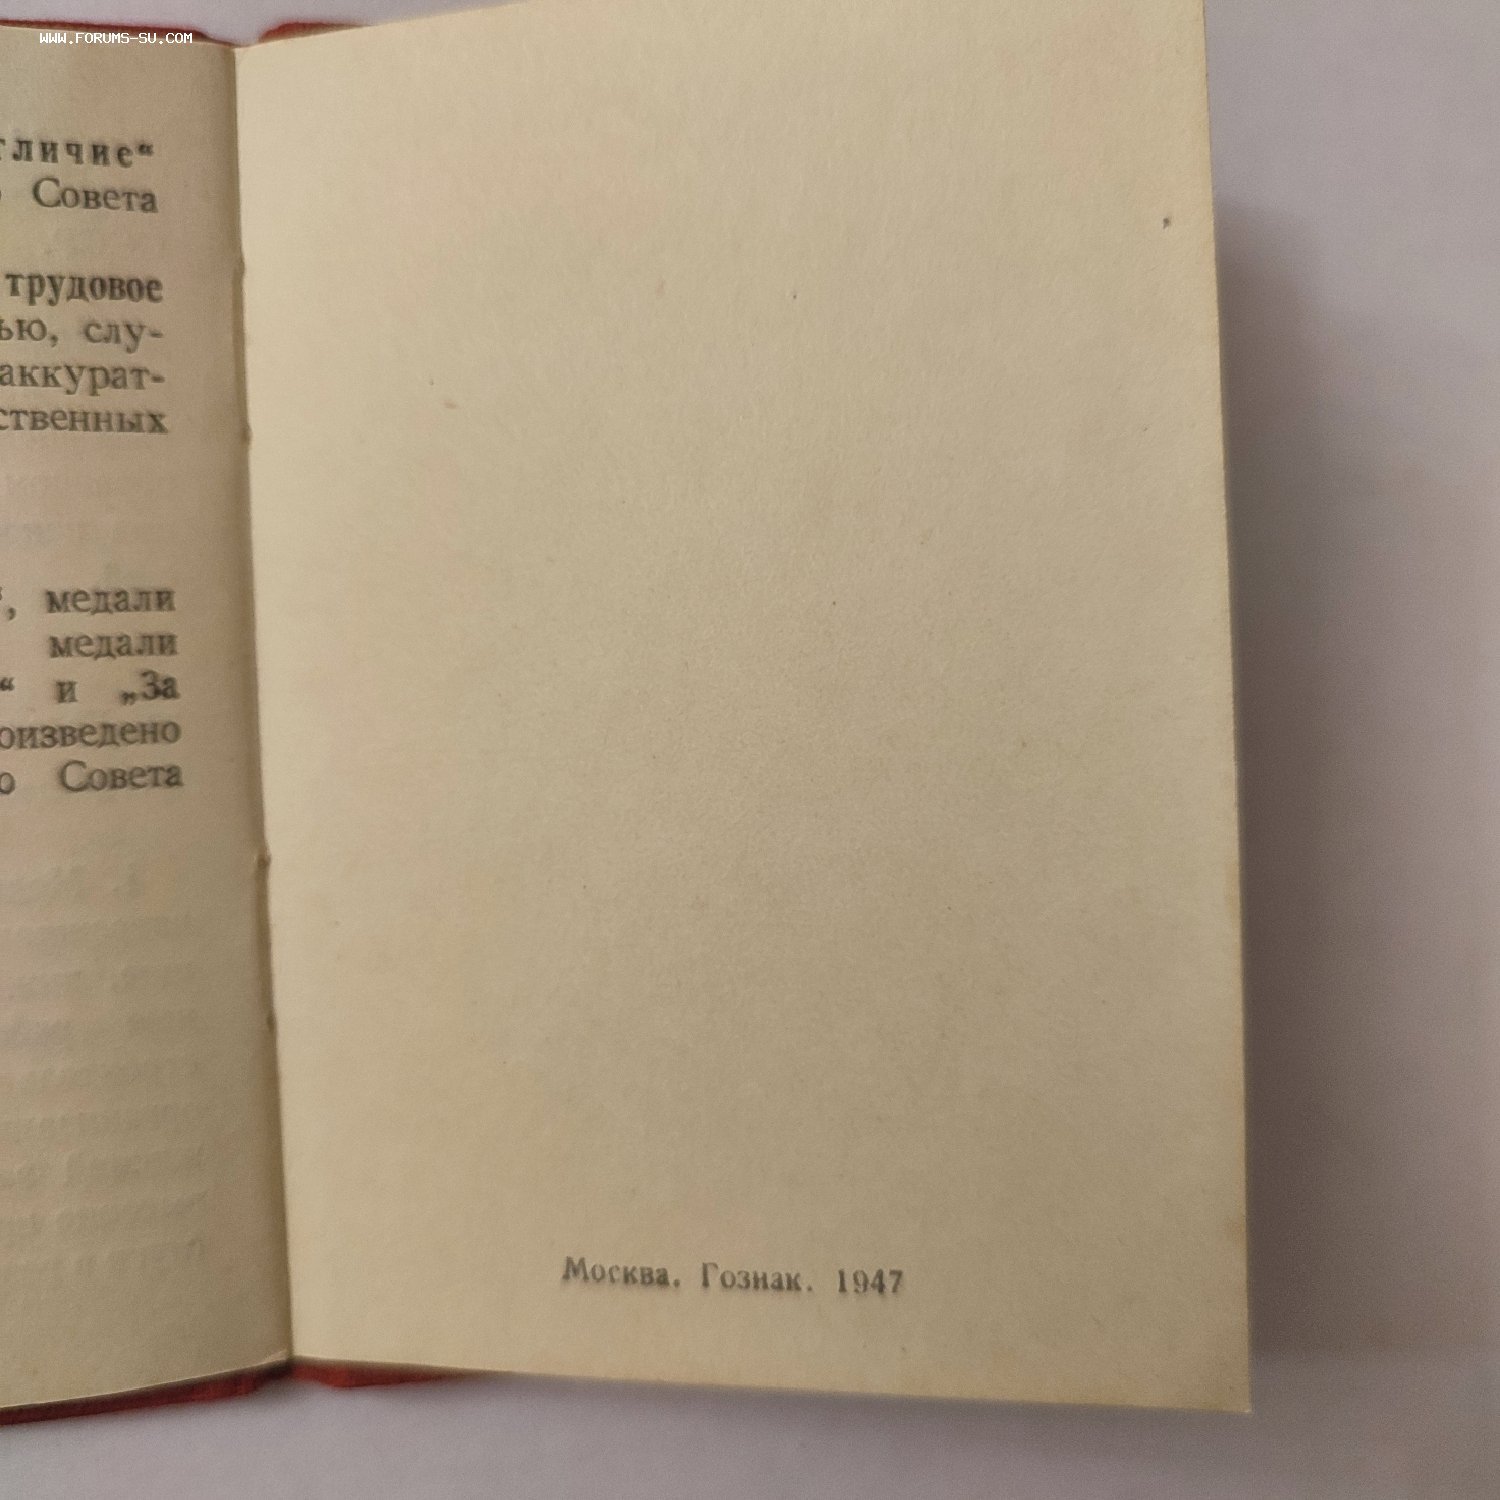 WWW.FORUMS-SU.COM
тличие“
Совета
трудовое
ью, слу-
аккурат-
ственных
, медали
медали
“ и „За
оизведено
о Совета
Москва. Гознак. 1947